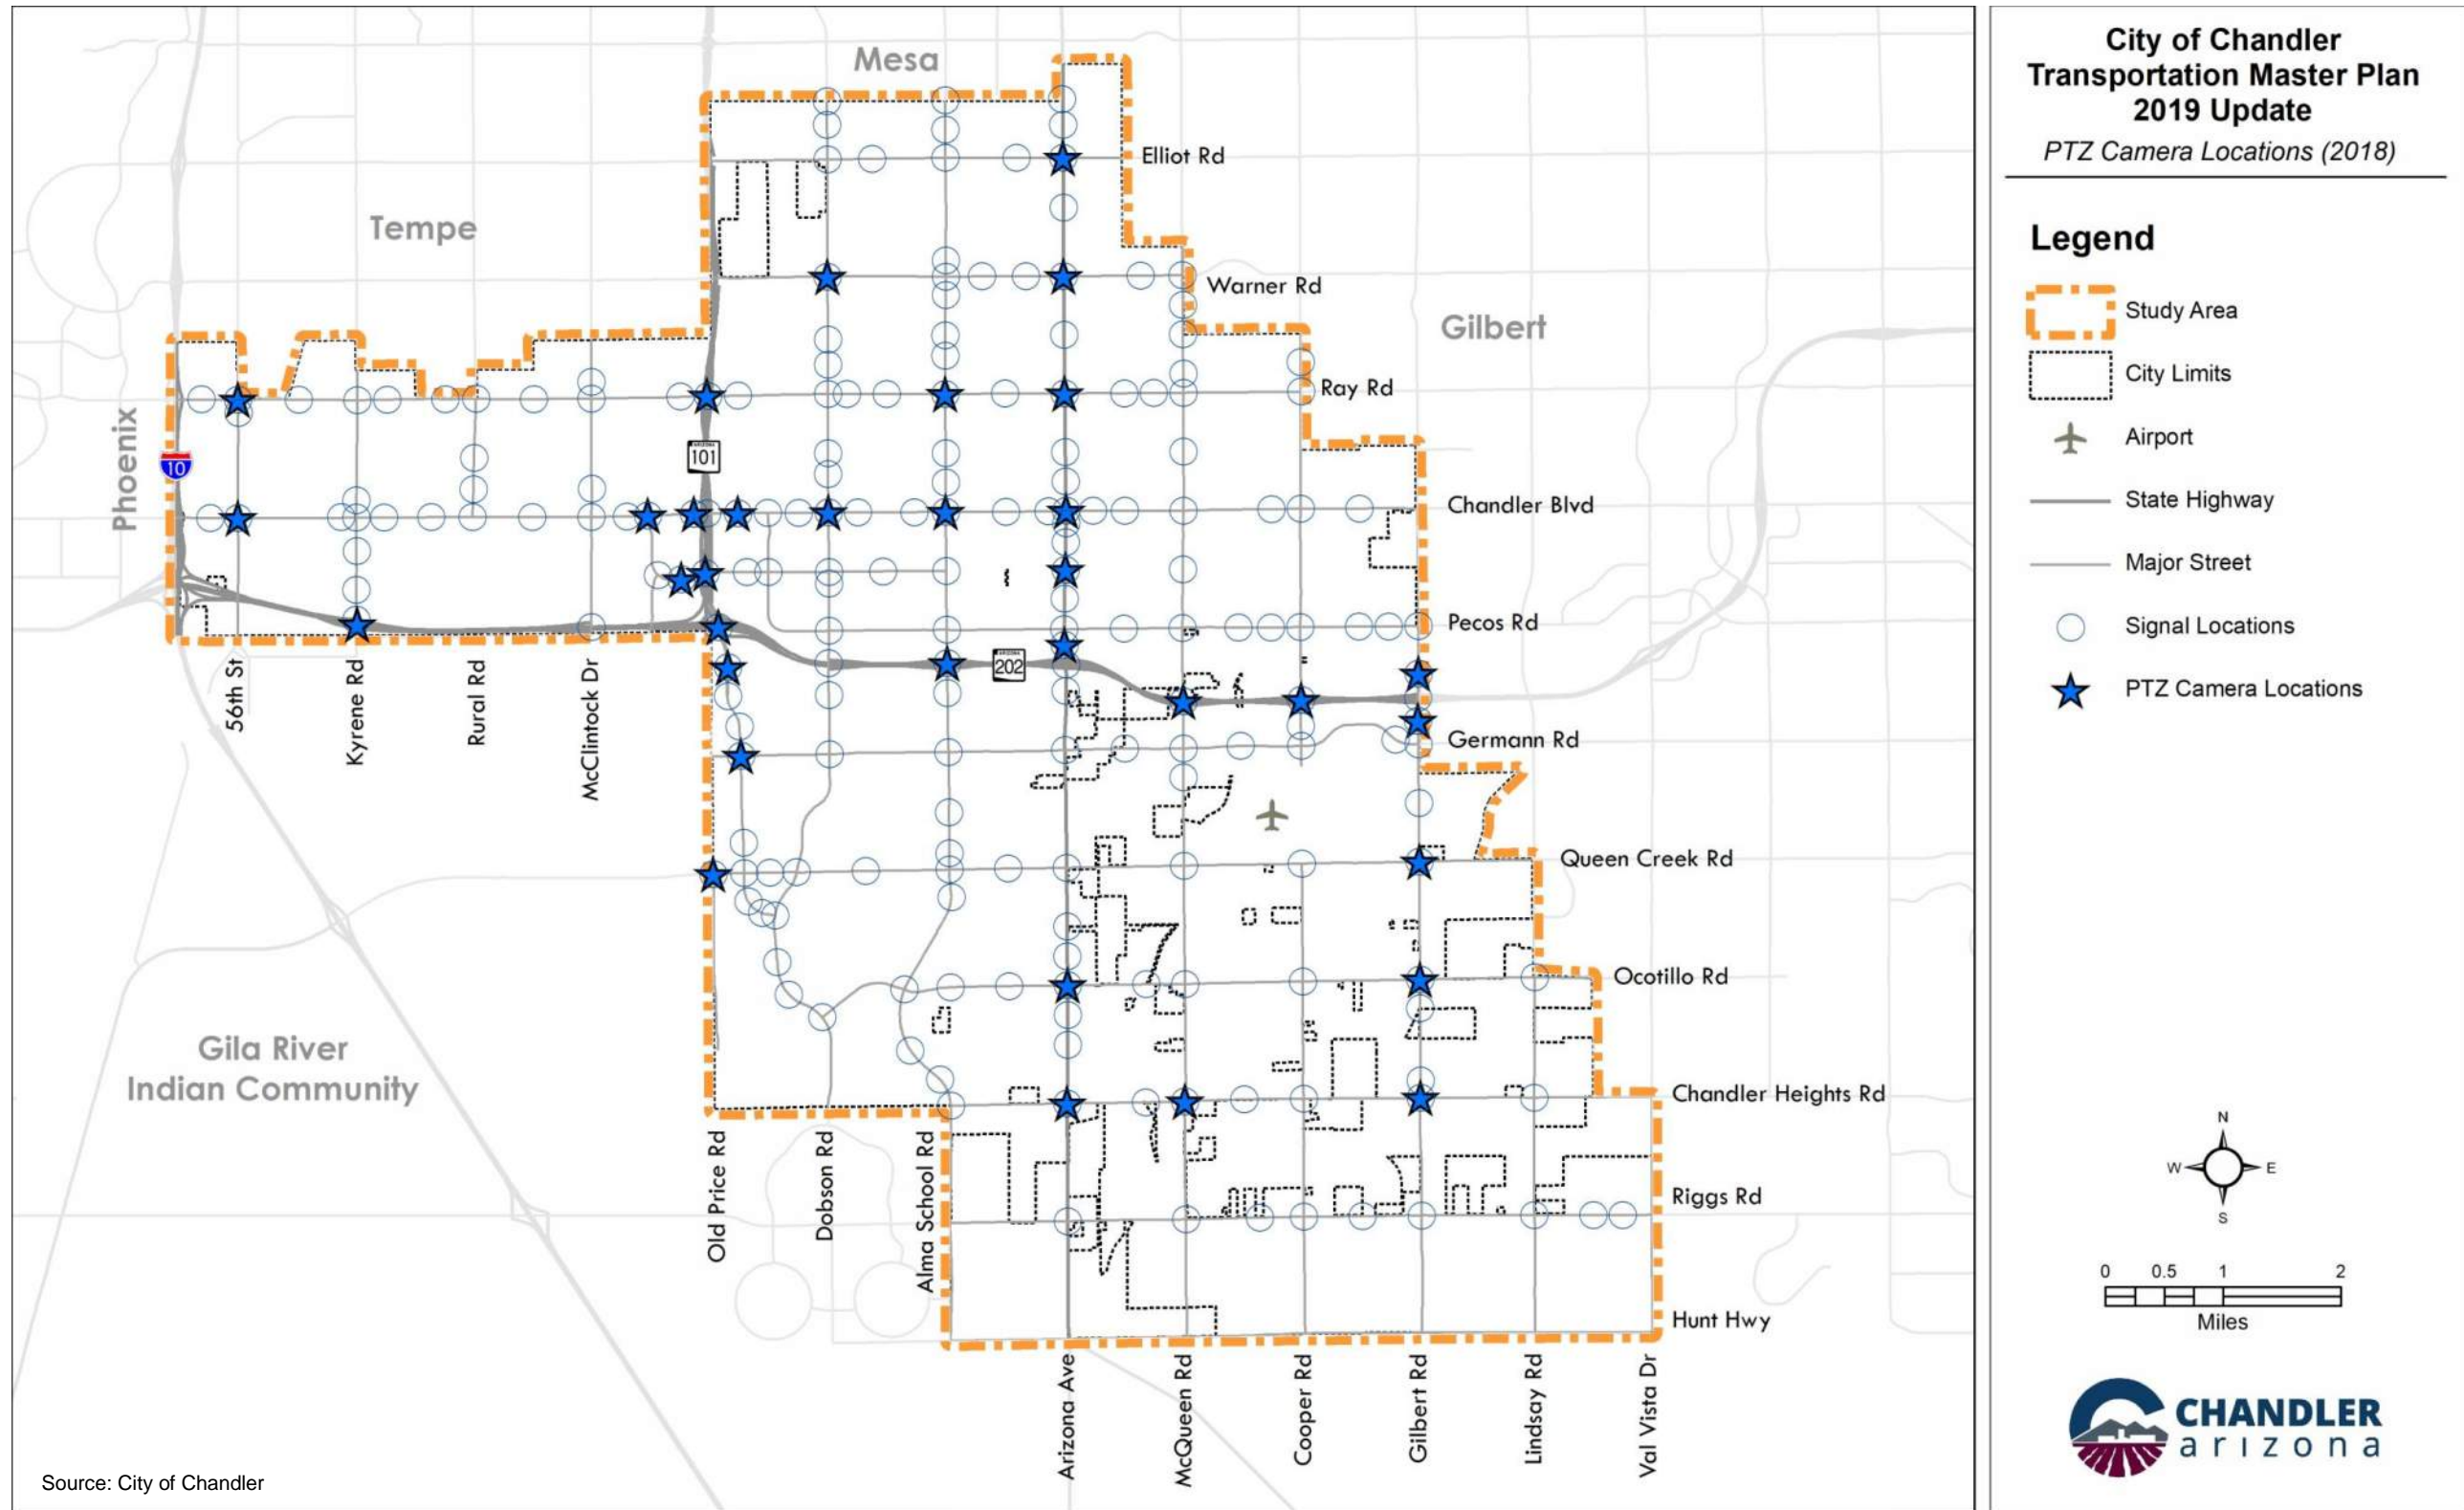 Mesa
Tempe
Gilbert
Phoenix
Gila River
Indian Community
Elliot Rd
Warner Rd
Ray Rd
Chandler Blvd
Pecos Rd
Germann Rd
Queen Creek Rd
Ocotillo Rd
Chandler Heights Rd
Riggs Rd
Hunt Hwy
10
ARIZONA
101
ARIZONA
202
56th St
Kyrene Rd
Rural Rd
McClintock Dr
Old Price Rd
Dobson Rd
Alma School Rd
Arizona Ave
McQueen Rd
Cooper Rd
Gilbert Rd
Lindsay Rd
Val Vista Dr
Source: City of Chandler
City of Chandler
Transportation Master Plan
2019 Update
PTZ Camera Locations (2018)
Legend
Study Area
City Limits
Airport
State Highway
Major Street
Signal Locations
PTZ Camera Locations
N
W E
S
0 0.5 1 2
Miles
CHANDLER
arizona